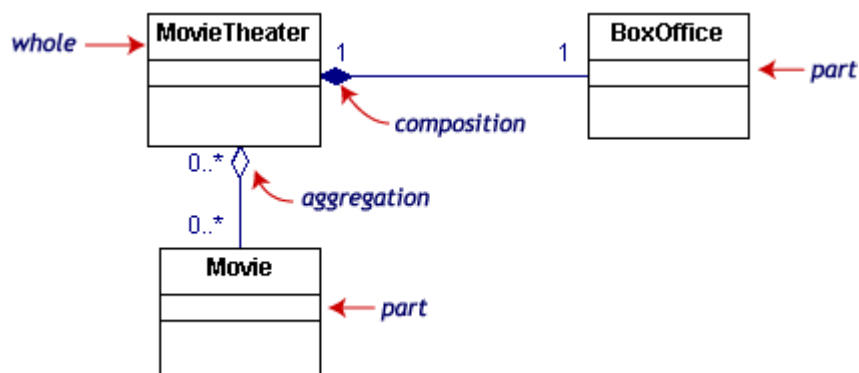 MovieTheater
BoxOffice
whole
1
1
part
composition
0..*
aggregation
0..*
Movie
part